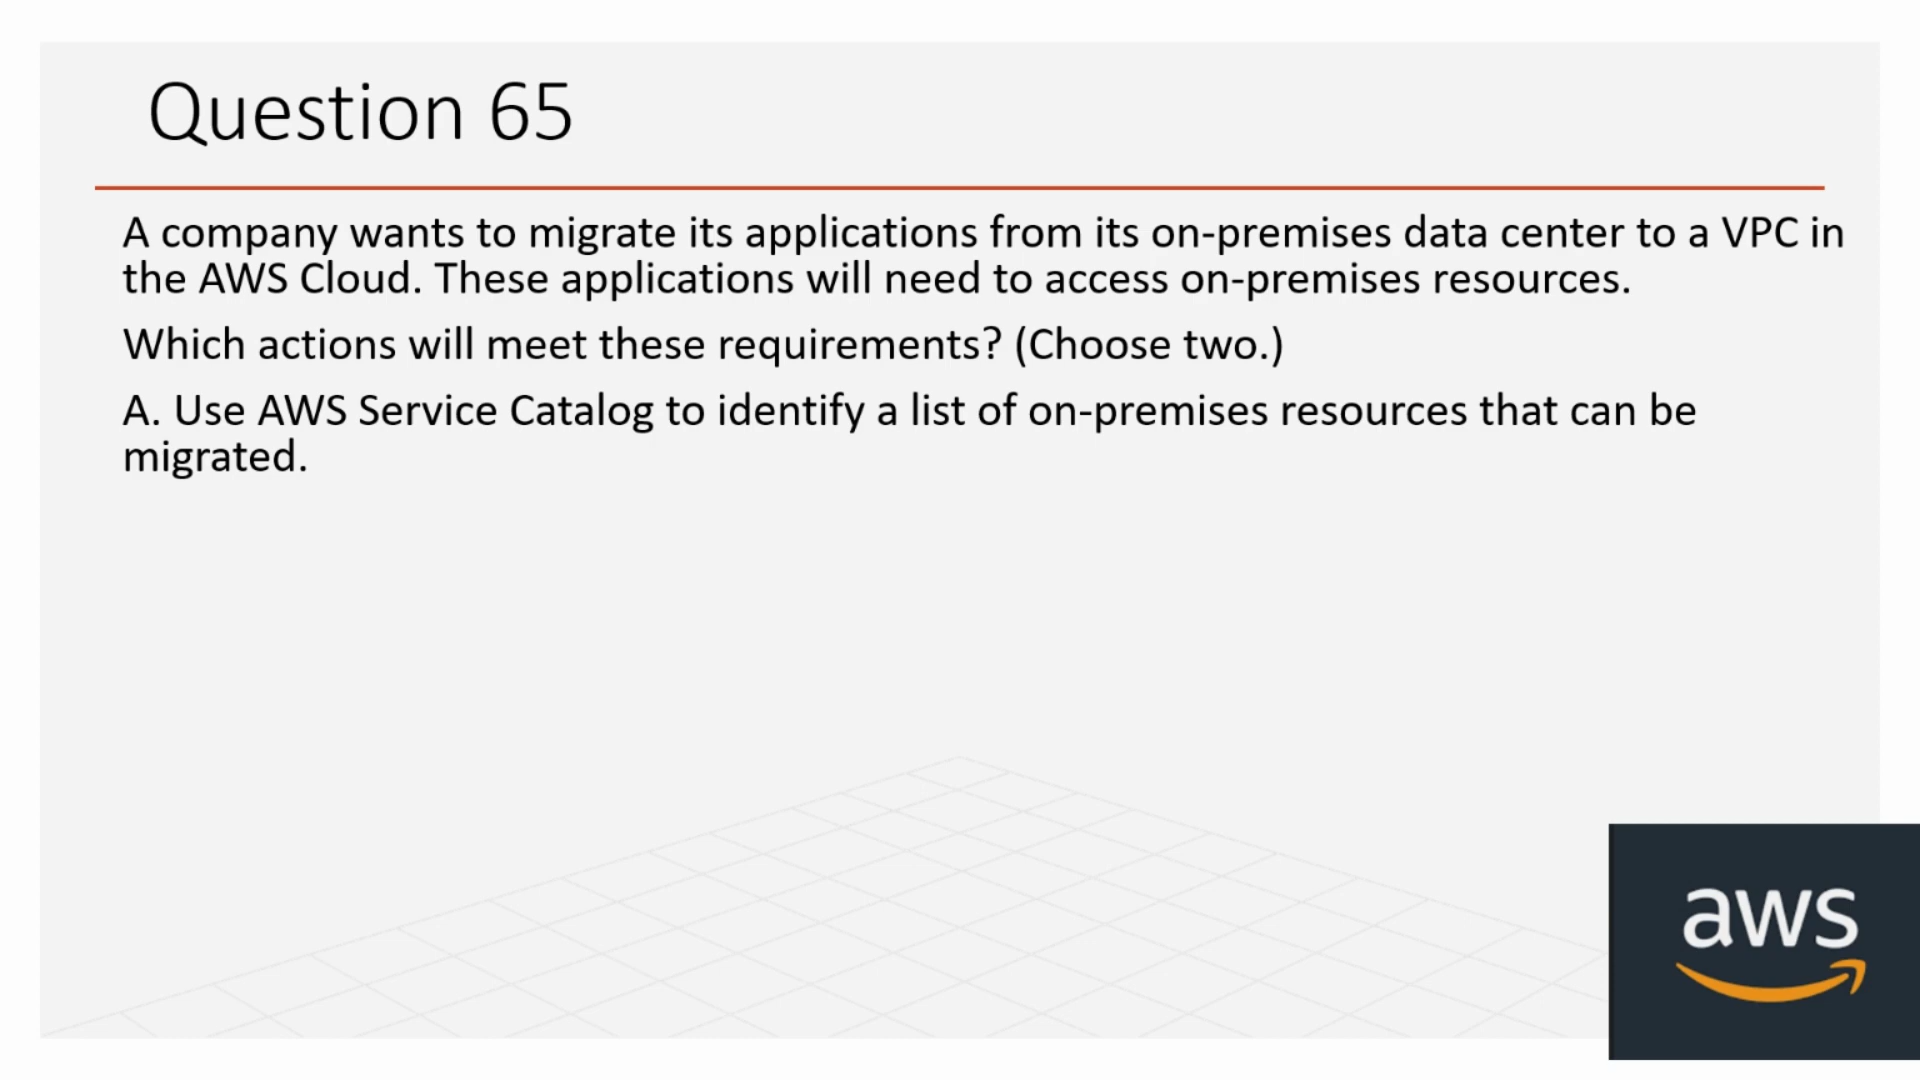 Question 65
A company wants to migrate its applications from its on-premises data center to a VPC in
the AWS Cloud. These applications will need to access on-premises resources.
Which actions will meet these requirements? (Choose two.)
A. Use AWS Service Catalog to identify a list of on-premises resources that can be
migrated.
aws